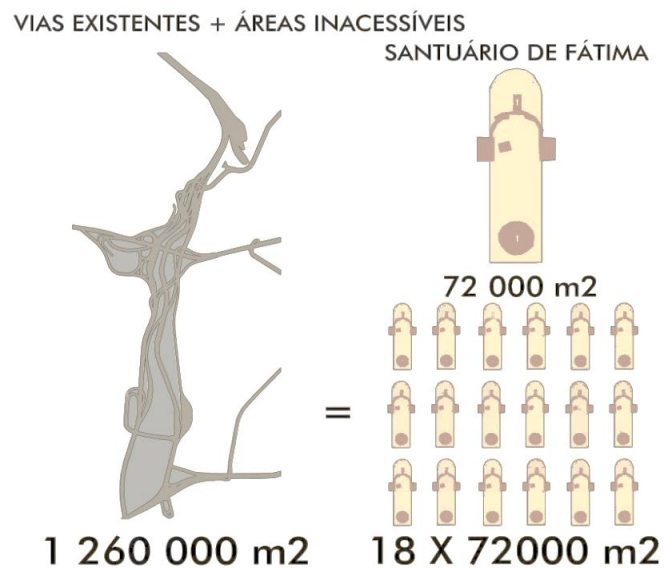 VIAS EXISTENTES + ÁREAS INACESSÍVEIS
SANTUÁRIO DE FÁTIMA
72 000 m2
=
1 260 000 m2
18 X 72000 m2